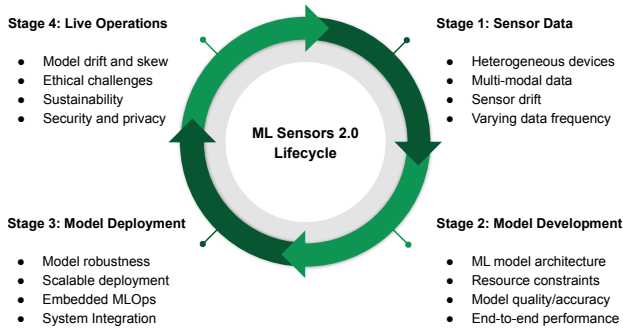 Stage 4: Live Operations
● Model drift and skew
● Ethical challenges
● Sustainability
● Security and privacy
Stage 1: Sensor Data
● Heterogeneous devices
● Multi-modal data
● Sensor drift
● Varying data frequency
ML Sensors 2.0
Lifecycle
Stage 3: Model Deployment
● Model robustness
● Scalable deployment
● Embedded MLOps
● System Integration
Stage 2: Model Development
● ML model architecture
● Resource constraints
● Model quality/accuracy
● End-to-end performance